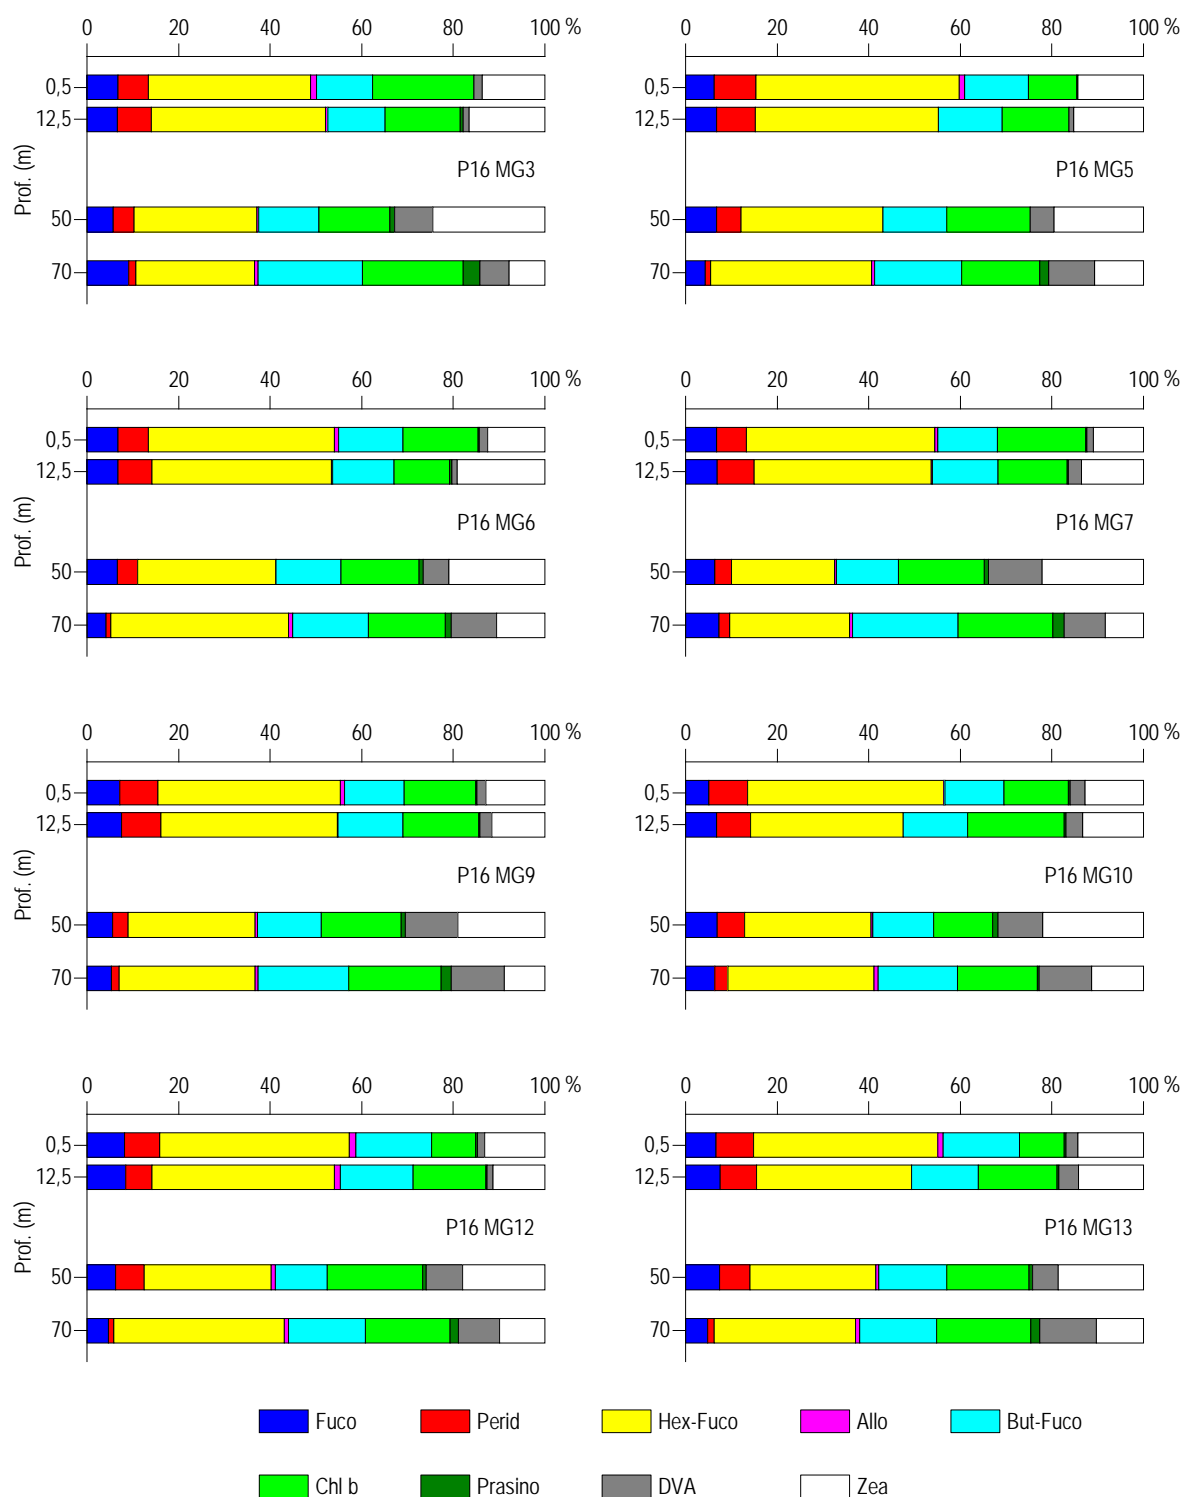 0 20 40 60 80 100 % 0 20 40 60 80 100 %
0,5 0,5
12,5 12,5
Prof. (m) P16 MG3 P16 MG5
50 50
70 70
0 20 40 60 80 100 % 0 20 40 60 80 100 %
0,5 0,5
12,5 12,5
Prof. (m) P16 MG6 P16 MG7
50 50
70 70
0 20 40 60 80 100 % 0 20 40 60 80 100 %
0,5 0,5
12,5 12,5
Prof. (m) P16 MG9 P16 MG10
50 50
70 70
0 20 40 60 80 100 % 0 20 40 60 80 100 %
0,5 0,5
12,5 12,5
Prof. (m) P16 MG12 P16 MG13
50 50
70 70
Fuco Perid Hex-Fuco Allo But-Fuco
Chl b Prasino DVA Zea